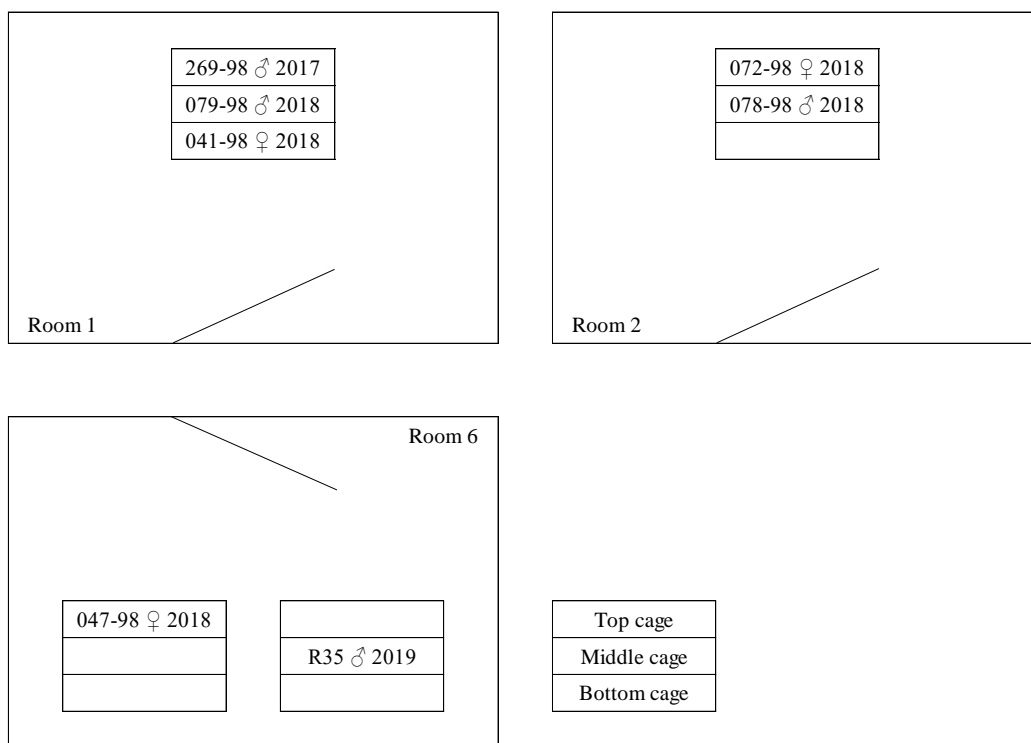 269-98 ♂ 2017
079-98 ♂ 2018
041-98 ♀ 2018
Room 1
072-98 ♀ 2018
078-98 ♂ 2018
Room 2
Room 6
047-98 ♀ 2018
R35 ♂ 2019
Top cage
Middle cage
Bottom cage